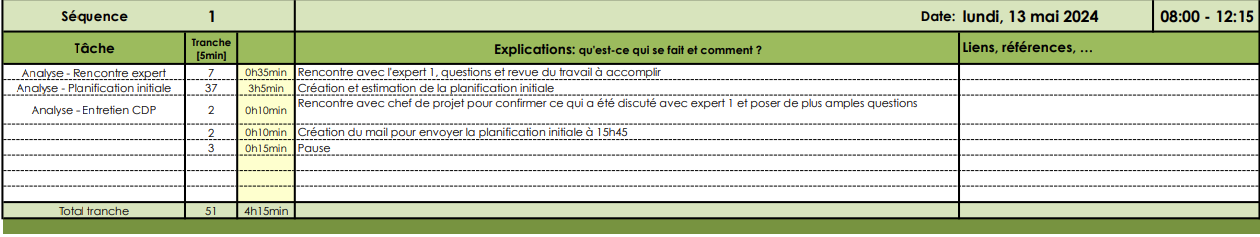 Séquence 1 Date: lundi, 13 mai 2024 08:00 - 12:15
Tâche Tranche [5min] Explications: qu'est-ce qui se fait et comment ? Liens, références, ...
Analyse - Rencontre expert 7 0h35min Rencontre avec l'expert 1, questions et revue du travail à accomplir
Analyse - Planification initiale 37 3h5min Création et estimation de la planification initiale
Analyse - Entretien CDP 2 0h10min Rencontre avec chef de projet pour confirmer ce qui a été discuté avec expert 1 et poser de plus amples questions
2 0h10min Création du mail pour envoyer la planification initiale à 15h45
3 0h15min Pause
Total tranche 51 4h15min